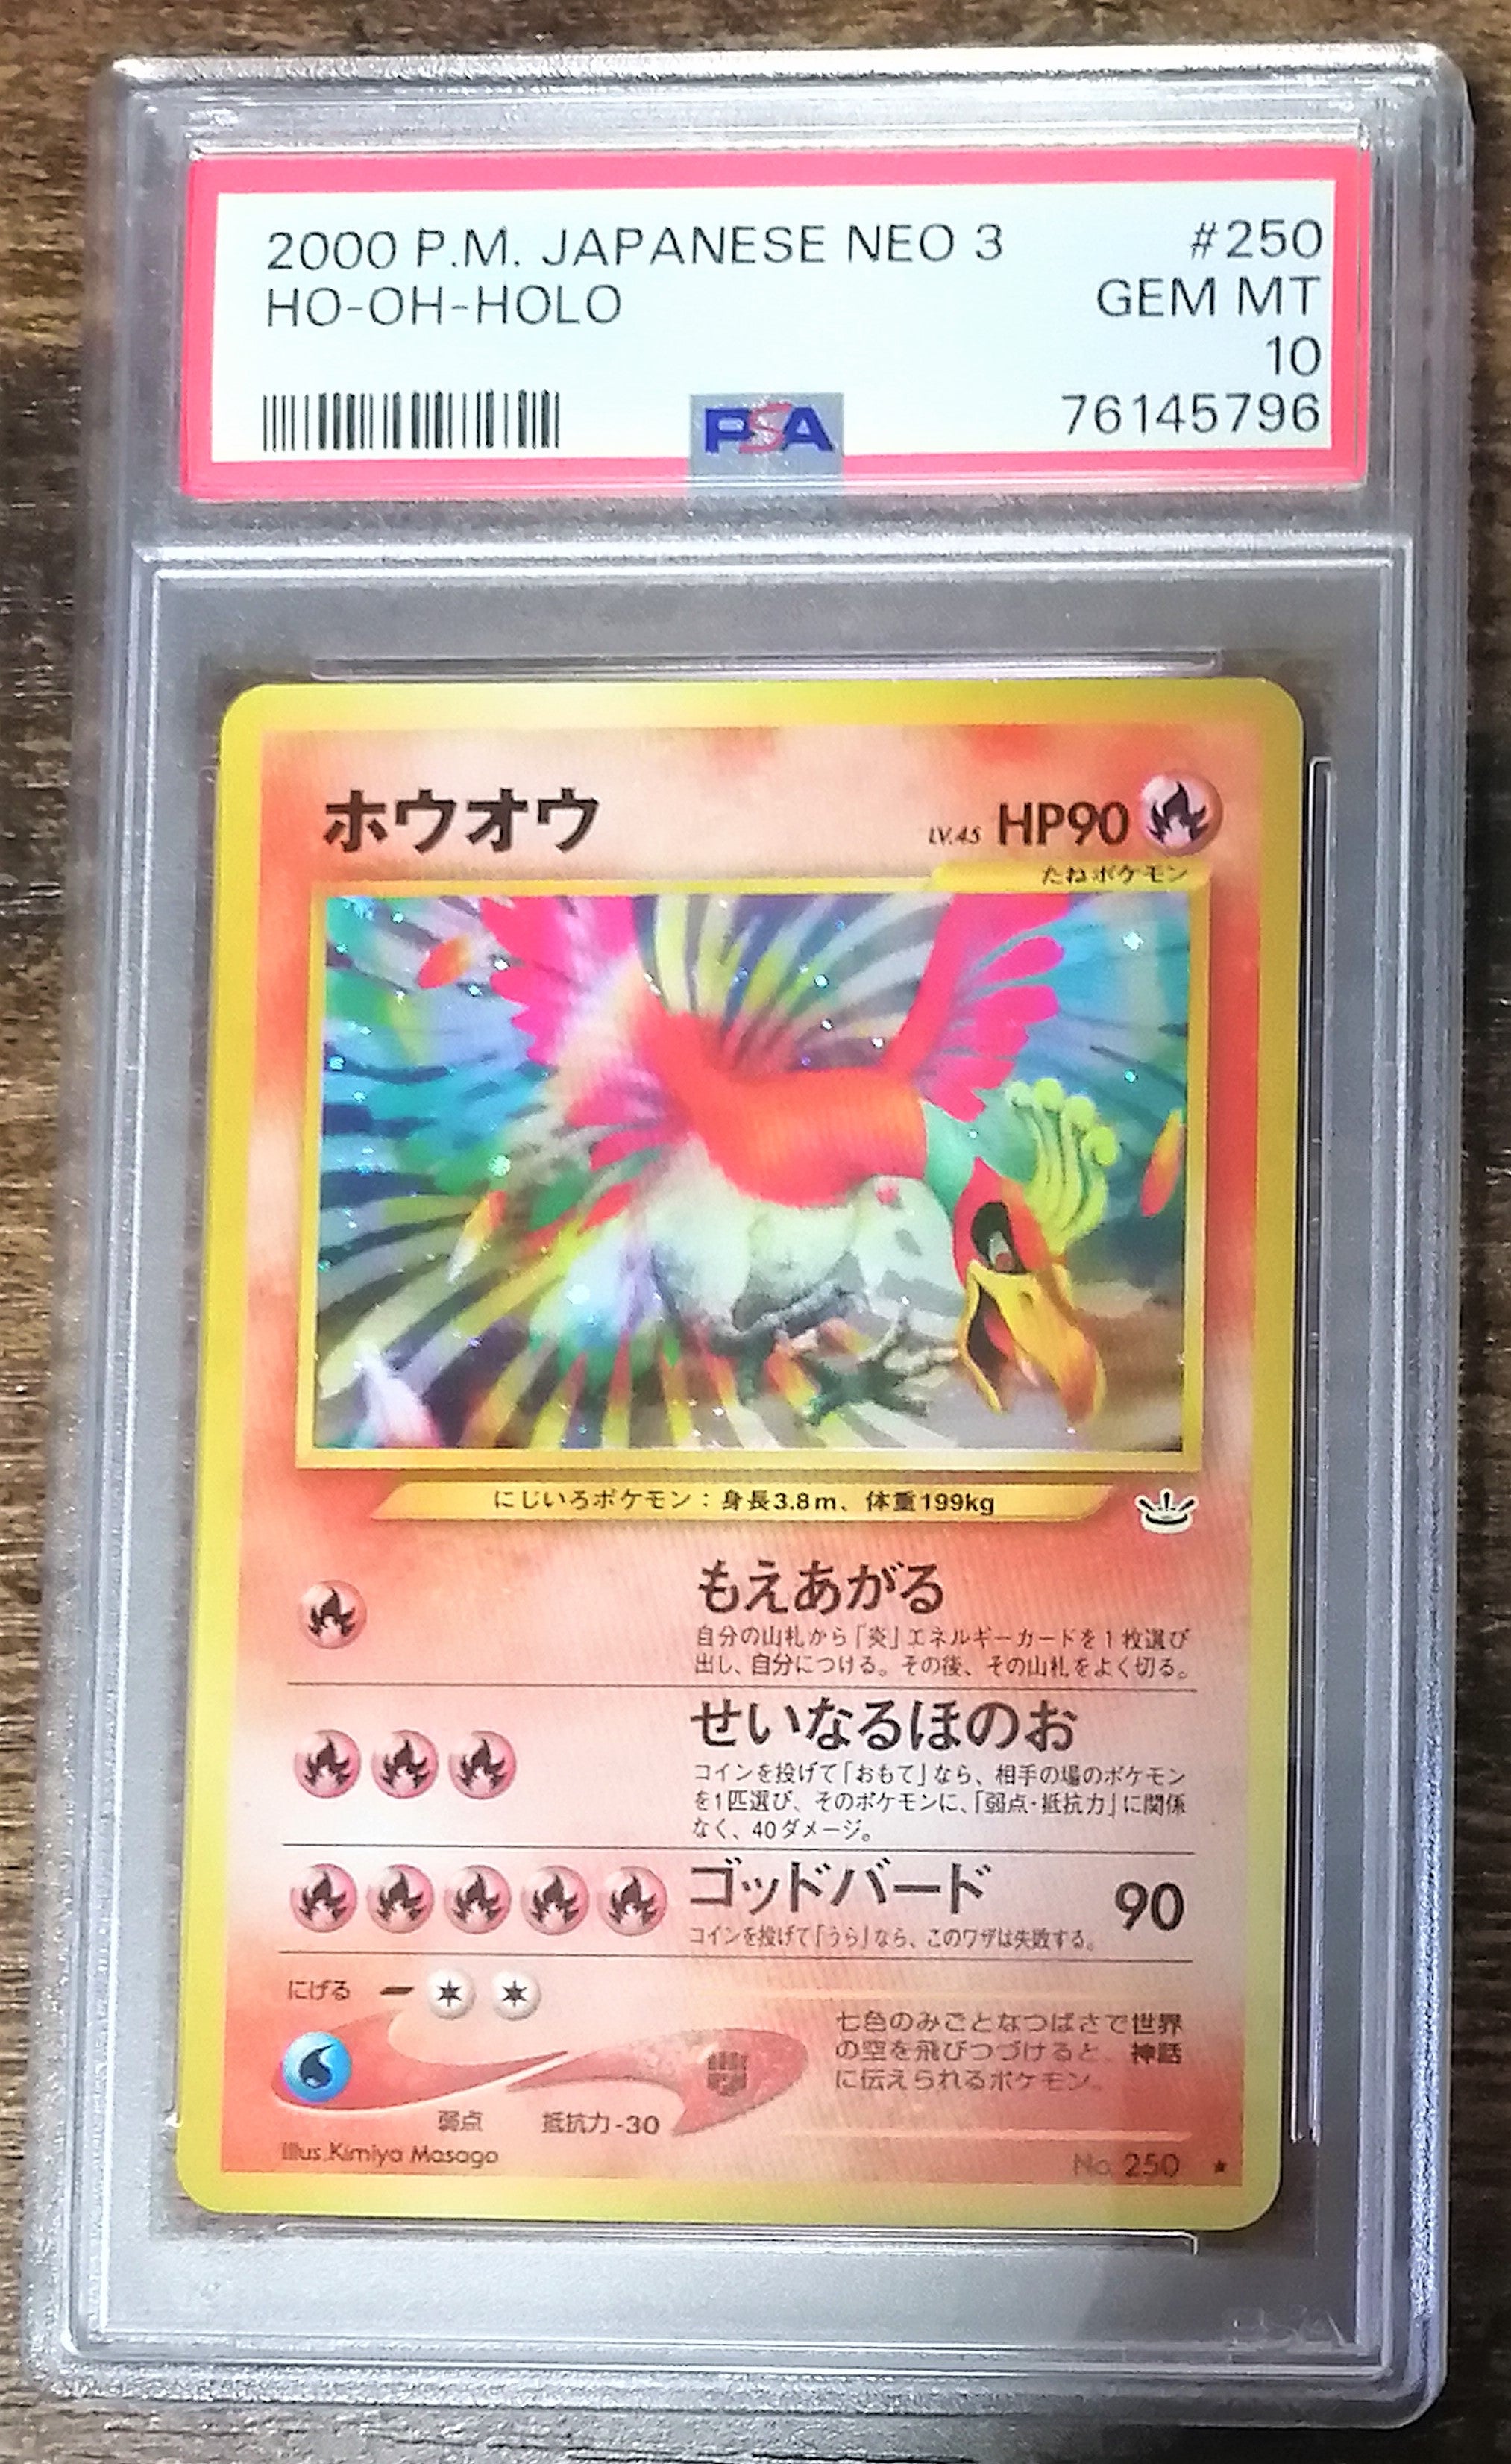 2000 P.M. JAPANESE NEO 3 #250
HO-OH-HOLO GEM MT
10
PSA 76145796
ホウオウ LV.45 HP90
たねポケモン
にじいろポケモン：身長3.8m、体重199kg
もえあがる
自分の山札から「炎」エネルギーカードを1枚選び
出し、自分につける。その後、その山札をよく切る。
せいなるほのお
コインを投げて「おもて」なら、相手の場のポケモン
を1匹選び、そのポケモンに、「弱点・抵抗力」に関係
なく、40ダメージ。
ゴッドバード 90
コインを投げて「うら」なら、このワザは失敗する。
にげる
七色のみごとなつばさで世界
の空を飛びつづけると、神話
に伝えられるポケモン。
弱点 抵抗力-30
Illus.Kimiya Masago No. 250 ★
PSA